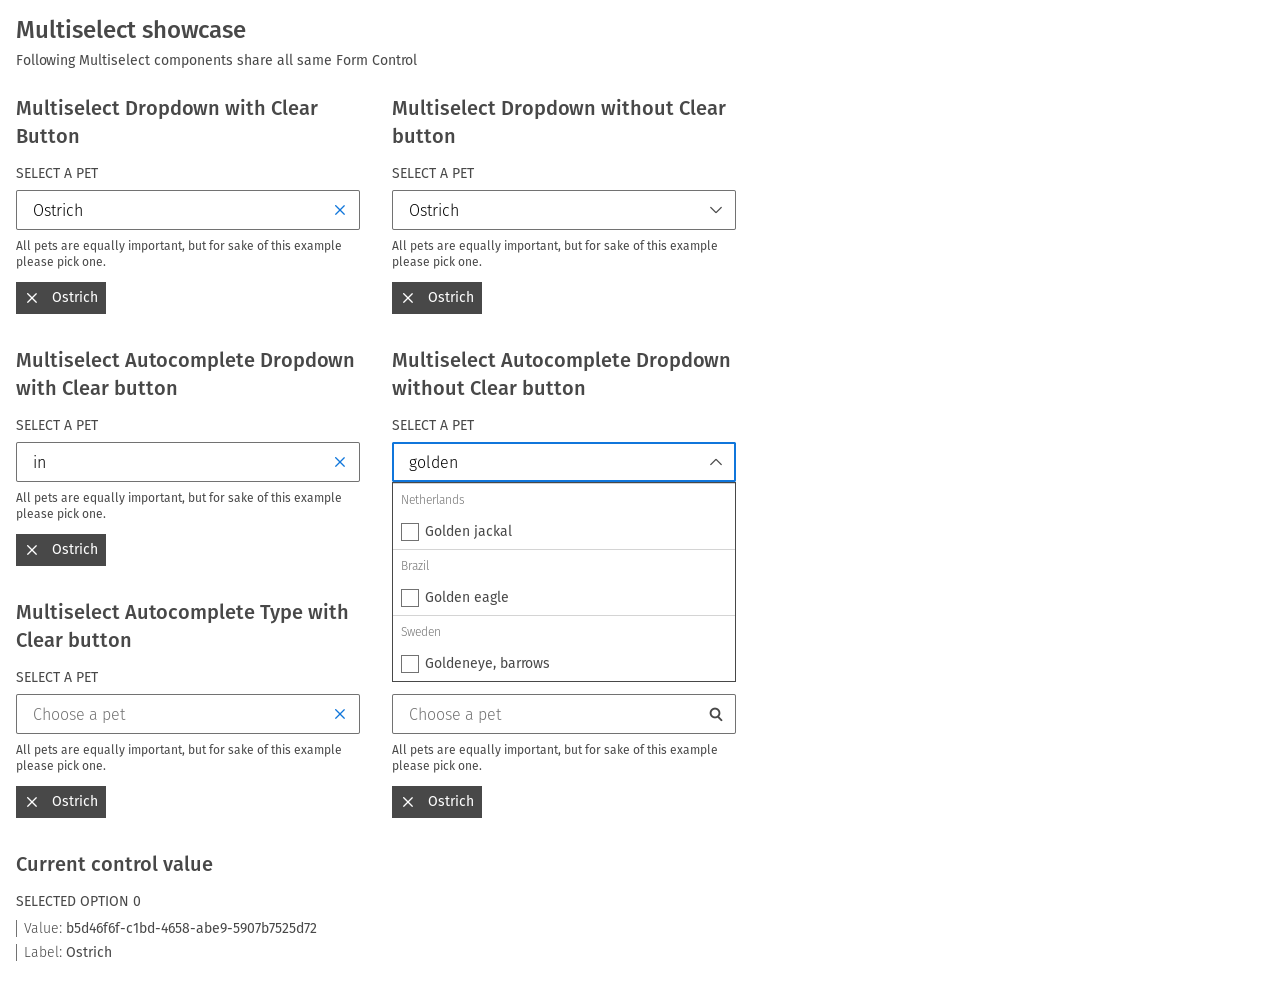 Multiselect showcase
Following Multiselect components share all same Form Control
Multiselect Dropdown with Clear
Button
SELECT A PET
Ostrich
All pets are equally important, but for sake of this example
please pick one.
Ostrich
Multiselect Dropdown without Clear
button
SELECT A PET
Ostrich
All pets are equally important, but for sake of this example
please pick one.
Ostrich
Multiselect Autocomplete Dropdown
with Clear button
SELECT A PET
in
All pets are equally important, but for sake of this example
please pick one.
Ostrich
Multiselect Autocomplete Dropdown
without Clear button
SELECT A PET
golden
Netherlands
Golden jackal
Brazil
Golden eagle
Sweden
Goldeneye, barrows
Multiselect Autocomplete Type with
Clear button
SELECT A PET
Choose a pet
All pets are equally important, but for sake of this example
please pick one.
Ostrich
Choose a pet
All pets are equally important, but for sake of this example
please pick one.
Ostrich
Current control value
SELECTED OPTION 0
Value: b5d46f6f-c1bd-4658-abe9-5907b7525d72
Label: Ostrich